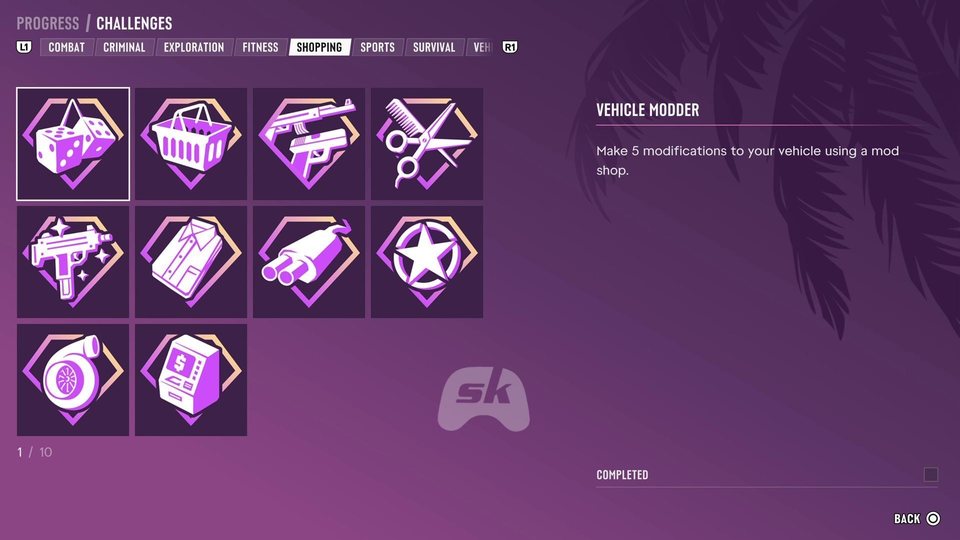 PROGRESS / CHALLENGES
L1 COMBAT CRIMINAL EXPLORATION FITNESS SHOPPING SPORTS SURVIVAL VEH R1
VEHICLE MODDER
Make 5 modifications to your vehicle using a mod
shop.
$
sk
1 / 10
COMPLETED
BACK